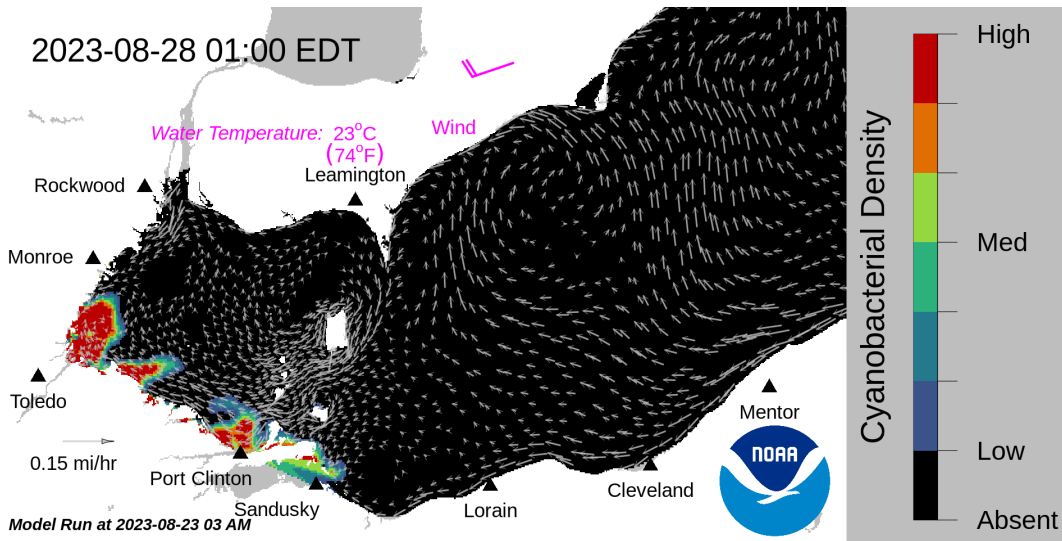 2023-08-28 01:00 EDT
High
Water Temperature: 23°C
(74°F)
Wind
Leamington
Rockwood
Monroe
Cyanobacterial Density
Med
Toledo
Mentor
0.15 mi/hr
NOAA
Low
Port Clinton
Cleveland
Sandusky
Lorain
Absent
Model Run at 2023-08-23 03 AM